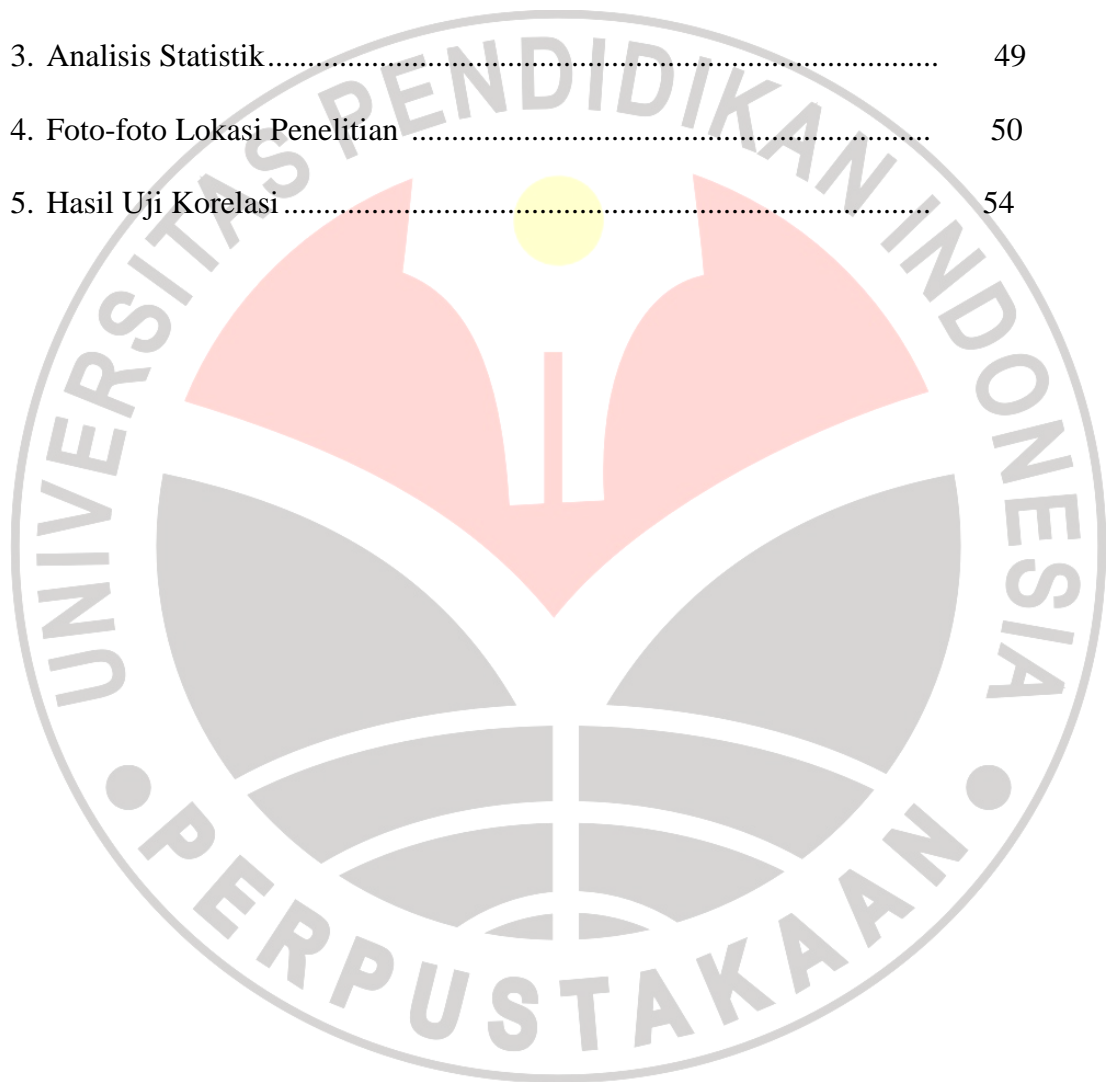 3. Analisis Statistik....................................................................................... 49
4. Foto-foto Lokasi Penelitian .................................................................. 50
5. Hasil Uji Korelasi................................................................................... 54
UNIVERSITAS PENDIDIKAN INDONESIA
PERPUSTAKAAN